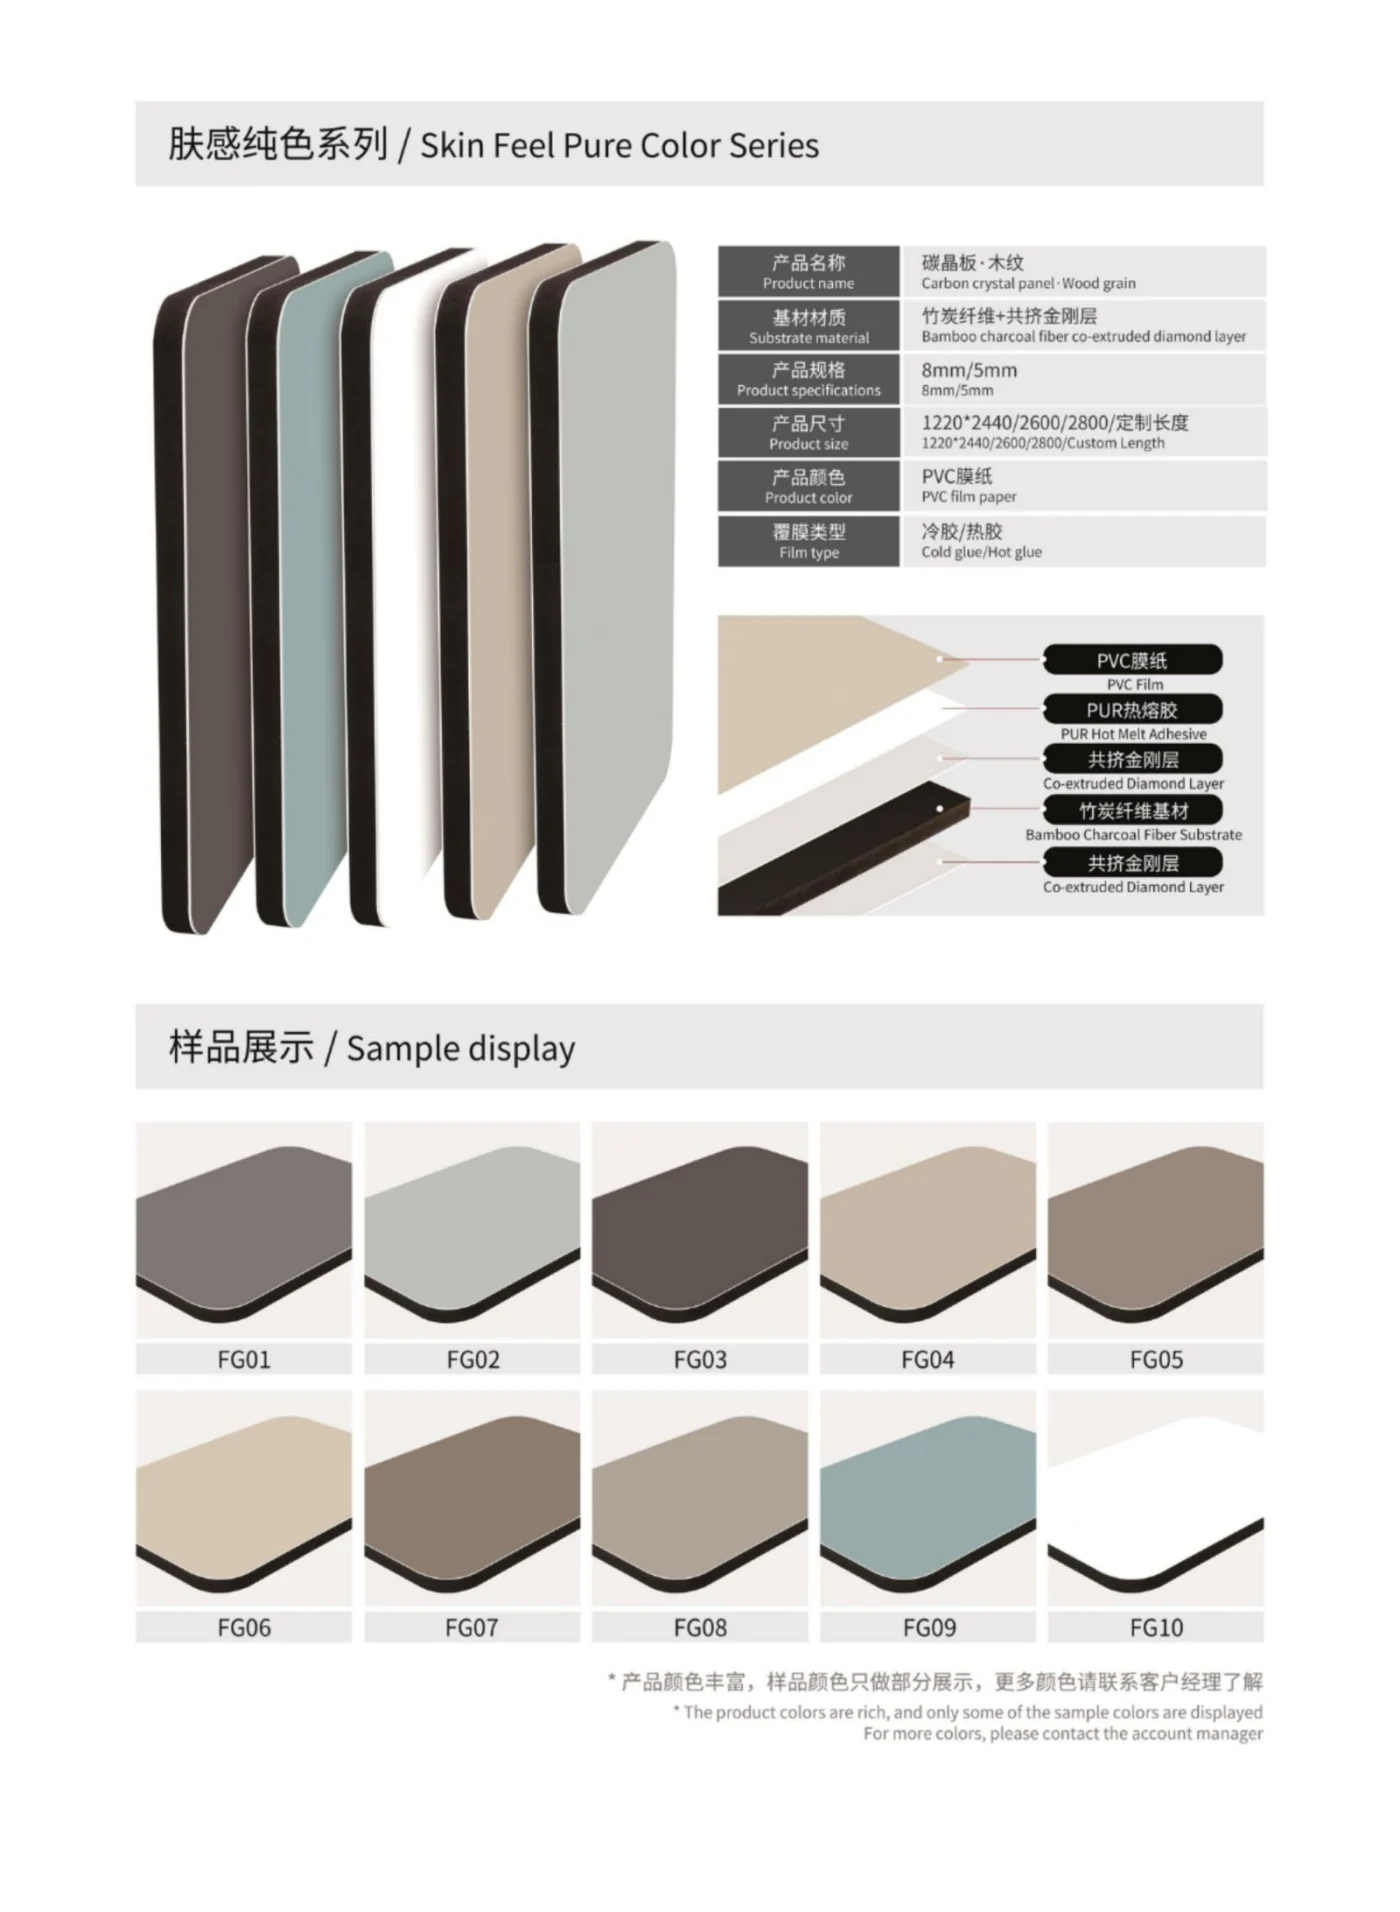 肤感纯色系列 / Skin Feel Pure Color Series
产品名称
Product name
碳晶板·木纹
Carbon crystal panel·Wood grain
基材材质
Substrate material
竹炭纤维+共挤金刚层
Bamboo charcoal fiber co-extruded diamond layer
产品规格
Product specifications
8mm/5mm
8mm/5mm
产品尺寸
Product size
1220*2440/2600/2800/定制长度
1220*2440/2600/2800/Custom Length
产品颜色
Product color
PVC膜纸
PVC film paper
覆膜类型
Film type
冷胶/热胶
Cold glue/Hot glue
PVC膜纸
PVC Film
PUR热熔胶
PUR Hot Melt Adhesive
共挤金刚层
Co-extruded Diamond Layer
竹炭纤维基材
Bamboo Charcoal Fiber Substrate
共挤金刚层
Co-extruded Diamond Layer
样品展示 / Sample display
FG01
FG02
FG03
FG04
FG05
FG06
FG07
FG08
FG09
FG10
* 产品颜色丰富，样品颜色只做部分展示，更多颜色请联系客户经理了解
* The product colors are rich, and only some of the sample colors are displayed
For more colors, please contact the account manager